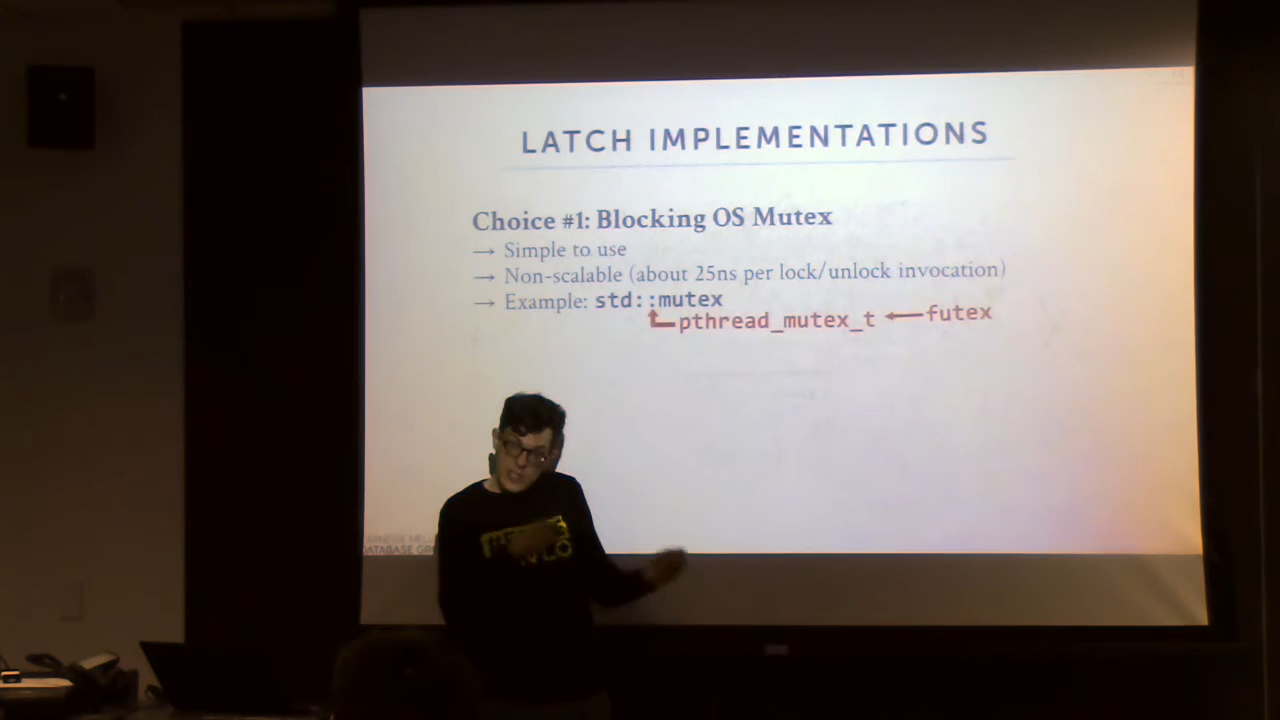 LATCH IMPLEMENTATIONS
Choice #1: Blocking OS Mutex
→ Simple to use
→ Non-scalable (about 25ns per lock/unlock invocation)
→ Example: std::mutex
pthread_mutex_t ← futex
DATABASE